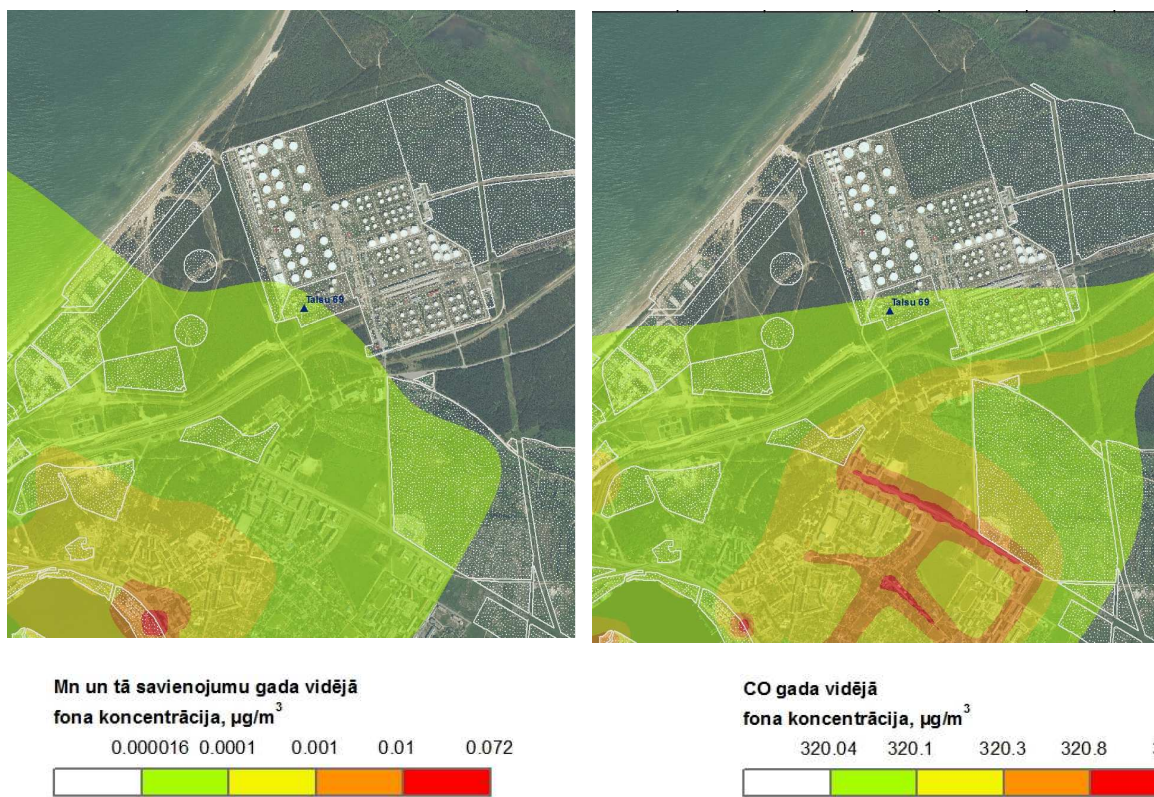 Talsu 69
Talsu 69
Mn un tā savienojumu gada vidējā
fona koncentrācija, µg/m³
0.000016 0.0001 0.001 0.01 0.072
CO gada vidējā
fona koncentrācija, µg/m³
320.04 320.1 320.3 320.8